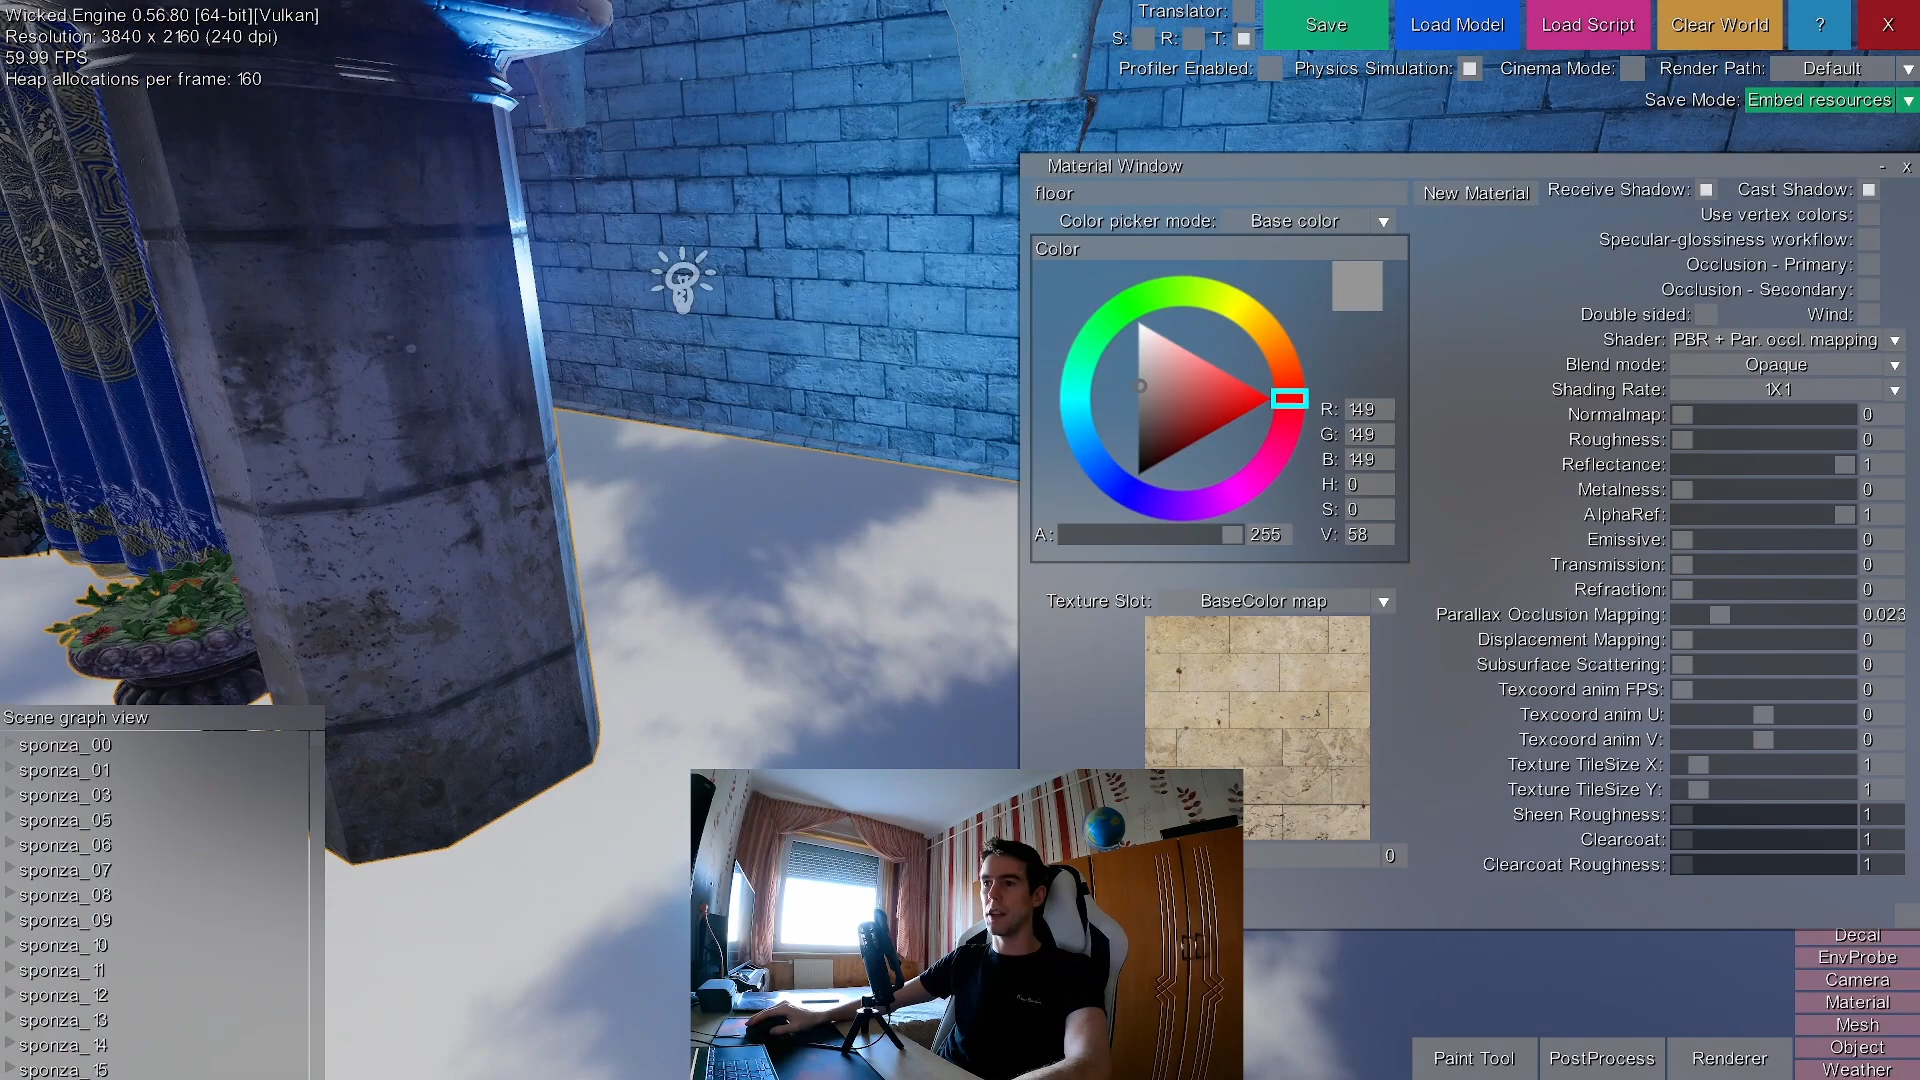 Wicked Engine 0.56.80 [64-bit][Vulkan]
Resolution: 3840 x 2160 (240 dpi)
59.99 FPS
Heap allocations per frame: 160
Translator:
S: R: T:
Save
Load Model
Load Script
Clear World
?
X
Profiler Enabled:
Physics Simulation:
Cinema Mode:
Render Path: Default
Save Mode: Embed resources
Material Window
- x
floor
New Material
Receive Shadow:
Cast Shadow:
Color picker mode: Base color
Color
R: 149
G: 149
B: 149
H: 0
S: 0
V: 58
A: 255
Texture Slot: BaseColor map
0
Use vertex colors:
Specular-glossiness workflow:
Occlusion - Primary:
Occlusion - Secondary:
Double sided: Wind:
Shader: PBR + Par. occl. mapping
Blend mode: Opaque
Shading Rate: 1X1
Normalmap: 0
Roughness: 0
Reflectance: 1
Metalness: 0
AlphaRef: 1
Emissive: 0
Transmission: 0
Refraction: 0
Parallax Occlusion Mapping: 0.023
Displacement Mapping: 0
Subsurface Scattering: 0
Texcoord anim FPS: 0
Texcoord anim U: 0
Texcoord anim V: 0
Texture TileSize X: 1
Texture TileSize Y: 1
Sheen Roughness: 1
Clearcoat: 1
Clearcoat Roughness: 1
Scene graph view
sponza_00
sponza_01
sponza_03
sponza_05
sponza_06
sponza_07
sponza_08
sponza_09
sponza_10
sponza_11
sponza_12
sponza_13
sponza_14
sponza_15
Decal
EnvProbe
Camera
Material
Mesh
Object
Weather
Paint Tool
PostProcess
Renderer